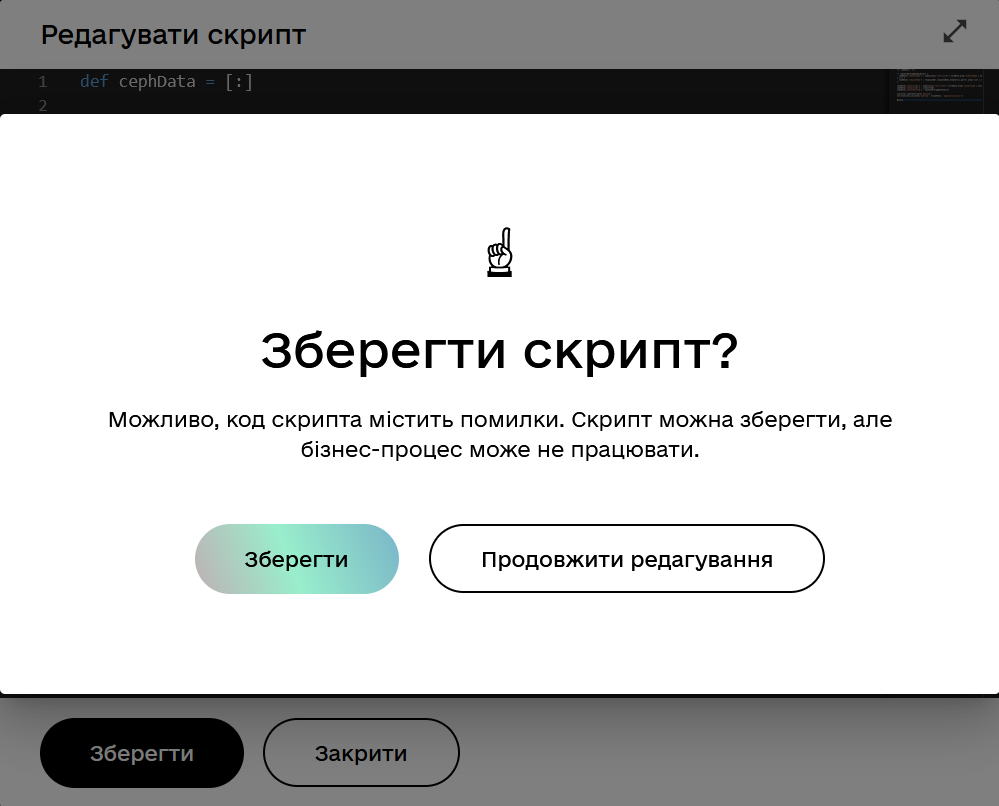 Редагувати скрипт
1 def cephData = [:]
2
Зберегти скрипт?
Можливо, код скрипта містить помилки. Скрипт можна зберегти, але
бізнес-процес може не працювати.
Зберегти Продовжити редагування
Зберегти Закрити